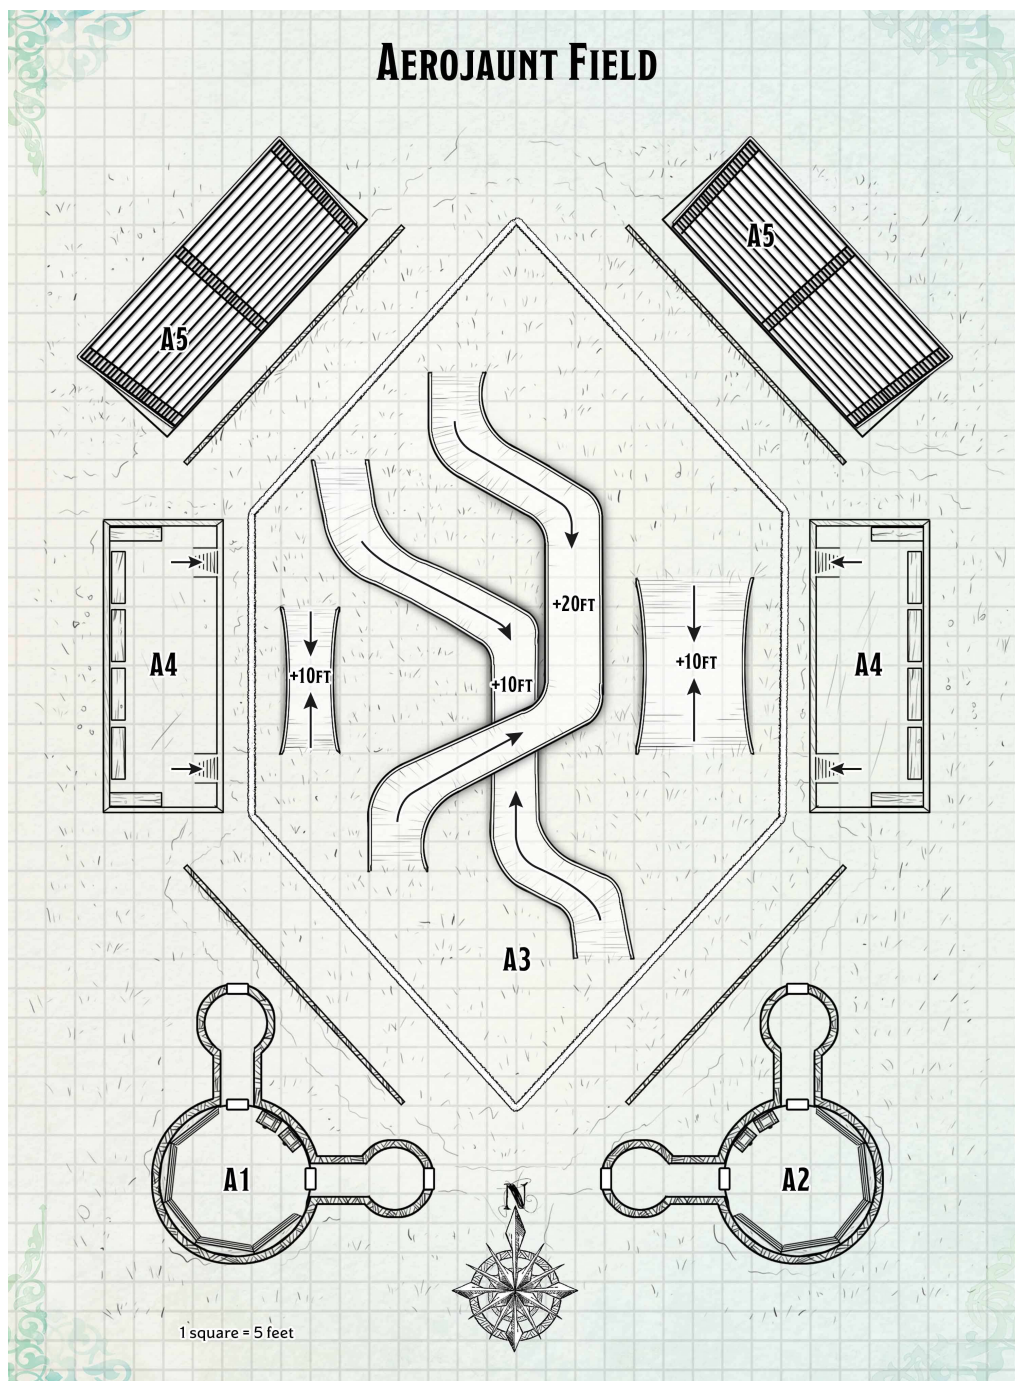 AEROJAUNT FIELD
A5
A5
+20FT
A4
+10FT
+10FT
+10FT
A4
A3
A1
A2
N
1 square = 5 feet